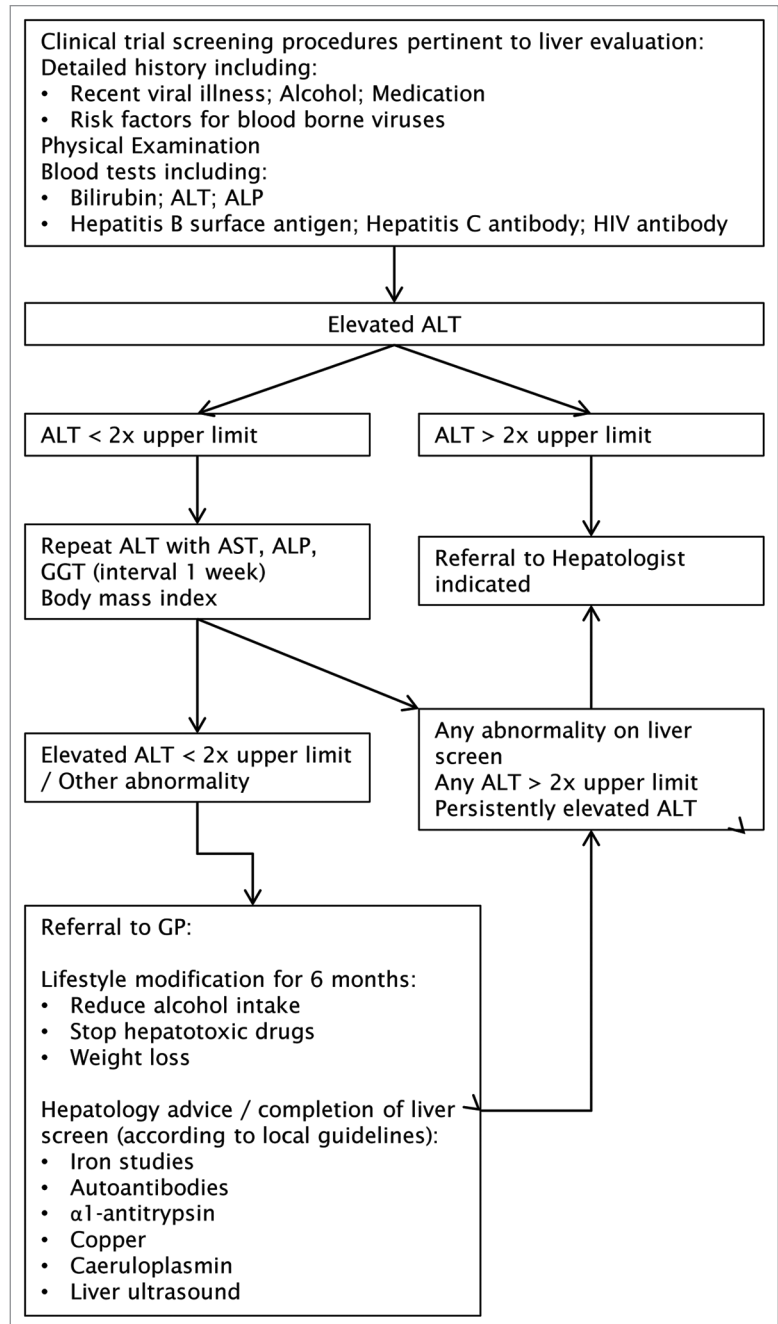 Clinical trial screening procedures pertinent to liver evaluation:
Detailed history including:
• Recent viral illness; Alcohol; Medication
• Risk factors for blood borne viruses
Physical Examination
Blood tests including:
• Bilirubin; ALT; ALP
• Hepatitis B surface antigen; Hepatitis C antibody; HIV antibody
Elevated ALT
ALT < 2x upper limit
ALT > 2x upper limit
Repeat ALT with AST, ALP,
GGT (interval 1 week)
Body mass index
Referral to Hepatologist
indicated
Elevated ALT < 2x upper limit
/ Other abnormality
Any abnormality on liver
screen
Any ALT > 2x upper limit
Persistently elevated ALT
Referral to GP:
Lifestyle modification for 6 months:
• Reduce alcohol intake
• Stop hepatotoxic drugs
• Weight loss
Hepatology advice / completion of liver
screen (according to local guidelines):
• Iron studies
• Autoantibodies
• α1-antitrypsin
• Copper
• Caeruloplasmin
• Liver ultrasound